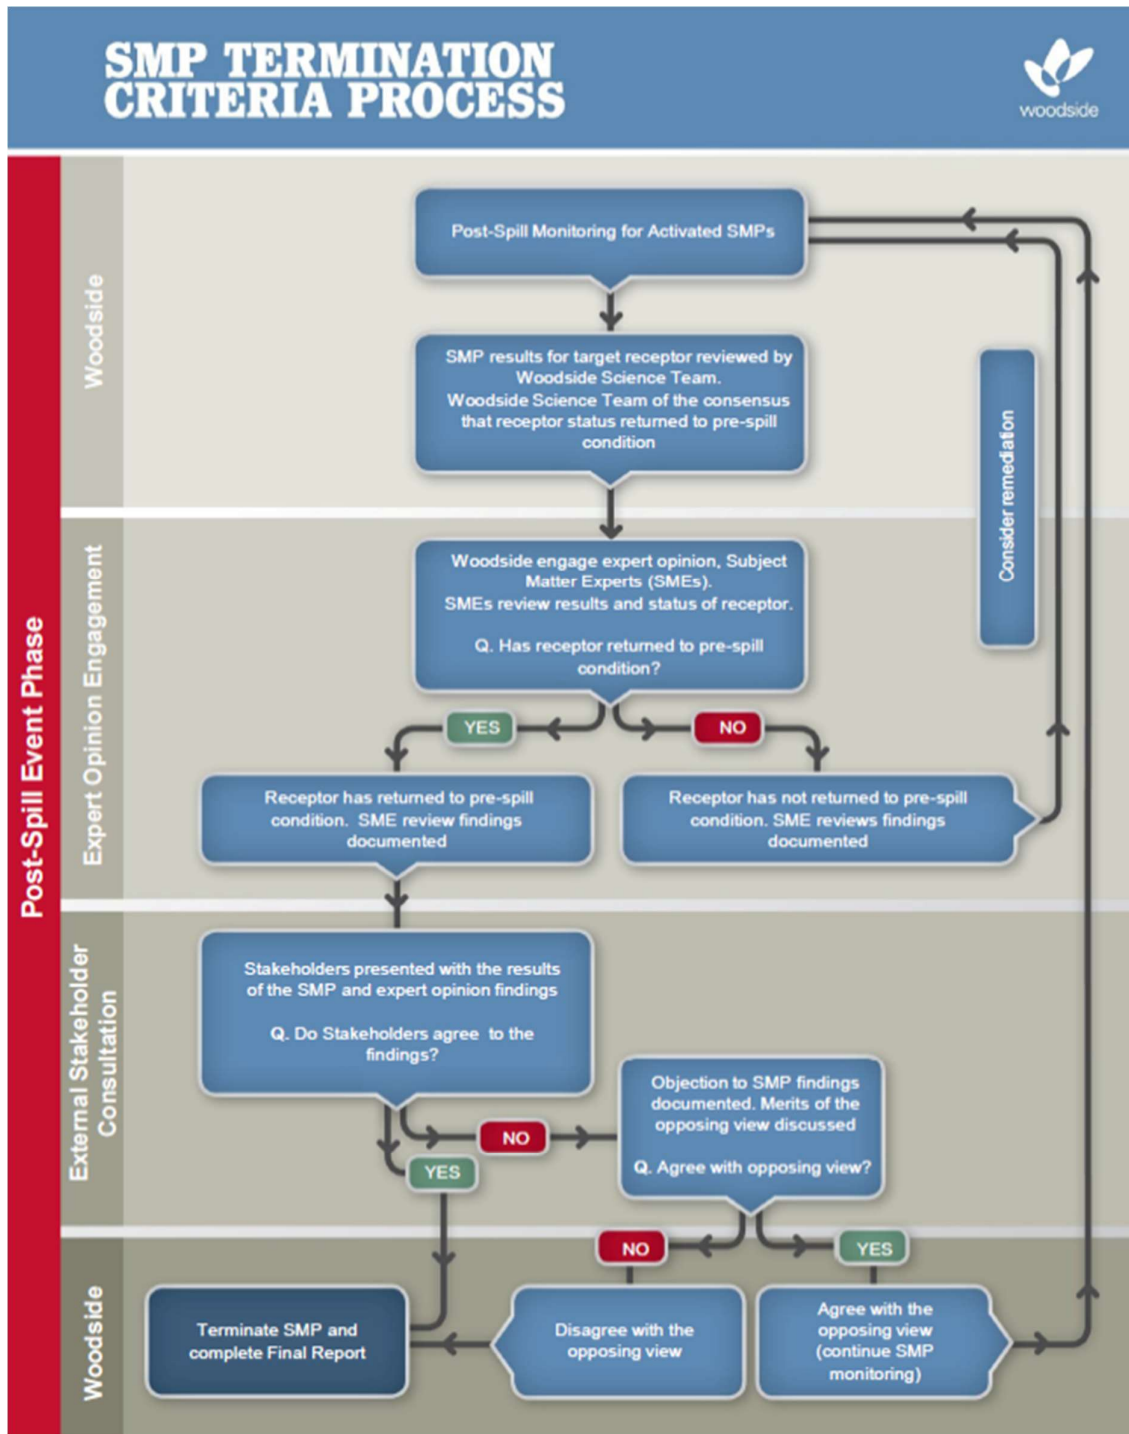 SMP TERMINATION
CRITERIA PROCESS
woodside
Post-Spill Event Phase
Woodside
Post-Spill Monitoring for Activated SMPs
SMP results for target receptor reviewed by
Woodside Science Team.
Woodside Science Team of the consensus
that receptor status returned to pre-spill
condition
Consider remediation
Expert Opinion Engagement
Woodside engage expert opinion, Subject
Matter Experts (SMEs).
SMEs review results and status of receptor.
Q. Has receptor returned to pre-spill
condition?
YES
NO
Receptor has returned to pre-spill
condition. SME review findings
documented
Receptor has not returned to pre-spill
condition. SME reviews findings
documented
External Stakeholder
Consultation
Stakeholders presented with the results
of the SMP and expert opinion findings
Q. Do Stakeholders agree to the
findings?
NO
YES
Objection to SMP findings
documented. Merits of the
opposing view discussed
Q. Agree with opposing view?
NO
YES
Woodside
Terminate SMP and
complete Final Report
Disagree with the
opposing view
Agree with the
opposing view
(continue SMP
monitoring)